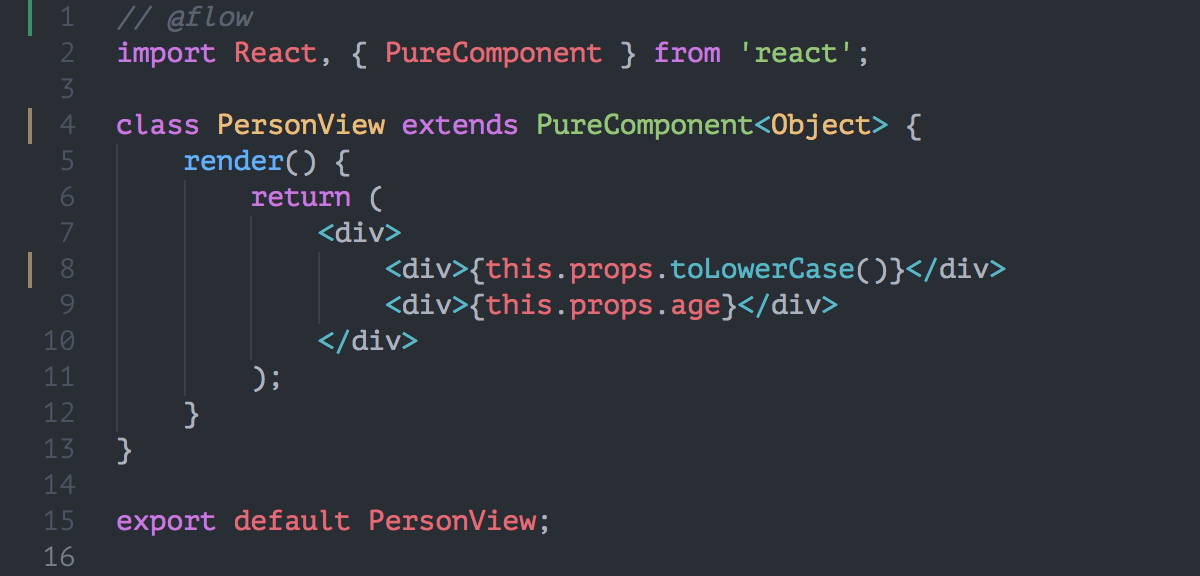 1 // @flow
2 import React, { PureComponent } from 'react';
3
4 class PersonView extends PureComponent<Object> {
5     render() {
6         return (
7             <div>
8                 <div>{this.props.toLowerCase()}</div>
9                 <div>{this.props.age}</div>
10             </div>
11         );
12     }
13 }
14
15 export default PersonView;
16